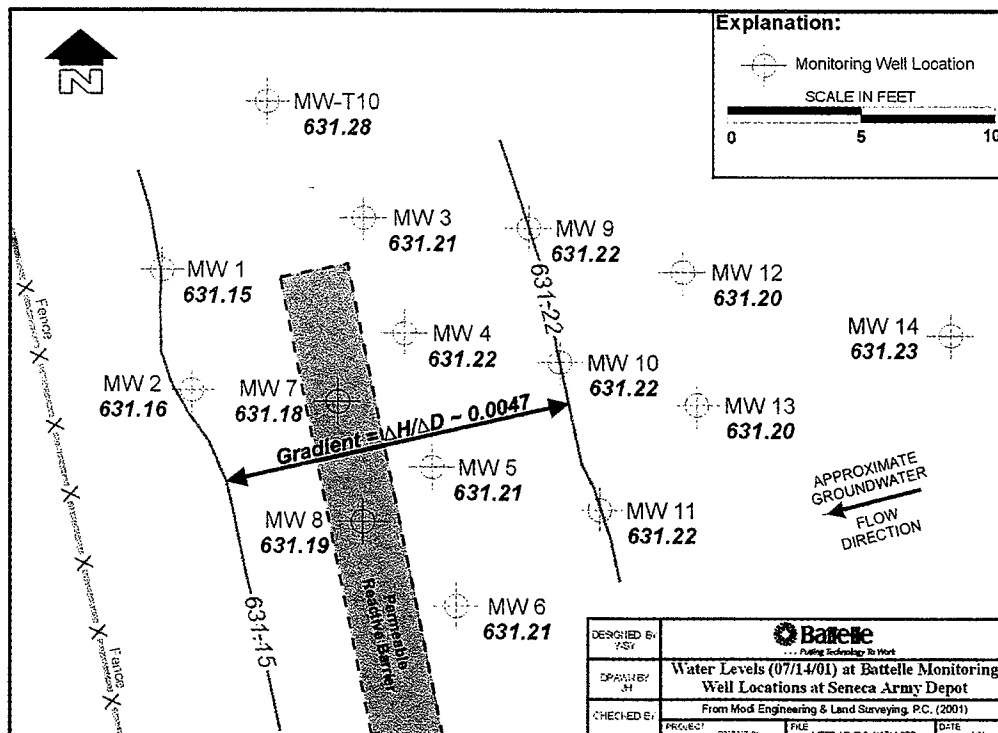 Explanation:
Monitoring Well Location
SCALE IN FEET
0 5 10
N
MW-T10
631.28
MW 3
631.21
MW 9
631.22
MW 1
631.15
MW 12
631.20
MW 4
631.22
MW 14
631.23
631.22
MW 10
631.22
MW 2
631.16
MW 7
631.18
MW 13
631.20
Gradient = ΔH/ΔD ~ 0.0047
MW 5
631.21
APPROXIMATE
GROUNDWATER
FLOW
DIRECTION
MW 8
631.19
MW 11
631.22
MW 6
631.21
631.15
Permeable
Reactive Barrier
Fence
Fence
DESIGNED BY
Battelle
... Putting Technology To Work
DRAWN BY
JH
Water Levels (07/14/01) at Battelle Monitoring
Well Locations at Seneca Army Depot
CHECKED BY
From Modi Engineering & Land Surveying, P.C. (2001)
PROJECT
FILE
DATE